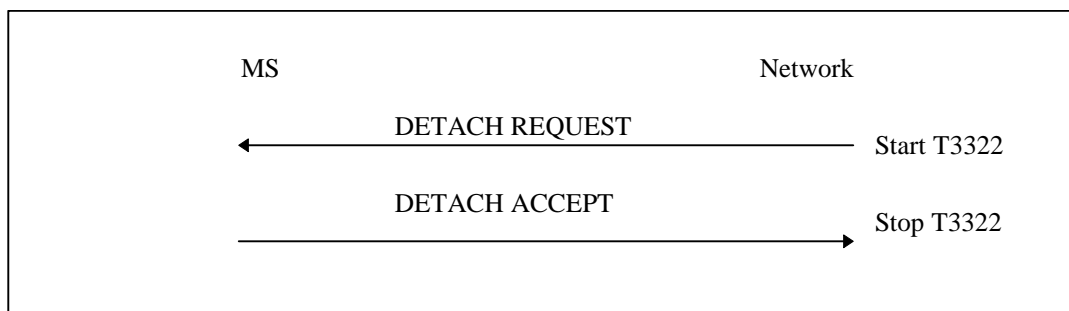 MS
Network
DETACH REQUEST
Start T3322
DETACH ACCEPT
Stop T3322